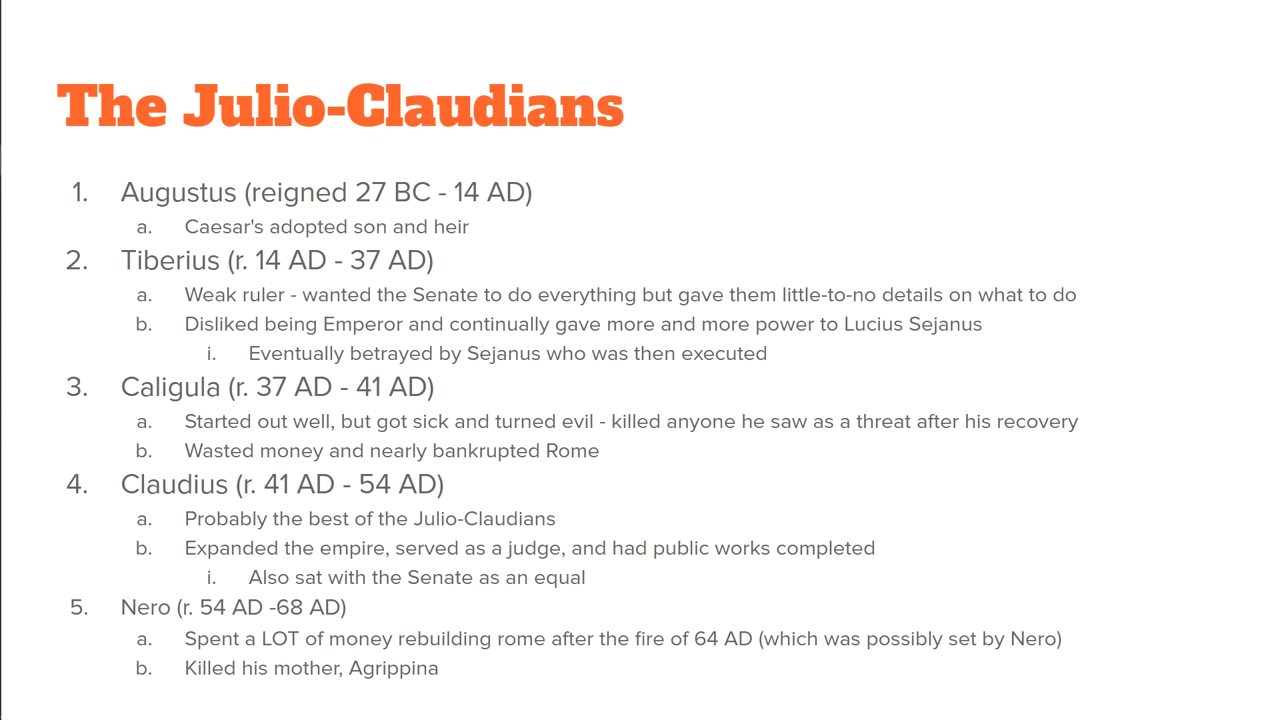 The Julio-Claudians
1. Augustus (reigned 27 BC - 14 AD)
a. Caesar's adopted son and heir
2. Tiberius (r. 14 AD - 37 AD)
a. Weak ruler - wanted the Senate to do everything but gave them little-to-no details on what to do
b. Disliked being Emperor and continually gave more and more power to Lucius Sejanus
i. Eventually betrayed by Sejanus who was then executed
3. Caligula (r. 37 AD - 41 AD)
a. Started out well, but got sick and turned evil - killed anyone he saw as a threat after his recovery
b. Wasted money and nearly bankrupted Rome
4. Claudius (r. 41 AD - 54 AD)
a. Probably the best of the Julio-Claudians
b. Expanded the empire, served as a judge, and had public works completed
i. Also sat with the Senate as an equal
5. Nero (r. 54 AD -68 AD)
a. Spent a LOT of money rebuilding rome after the fire of 64 AD (which was possibly set by Nero)
b. Killed his mother, Agrippina